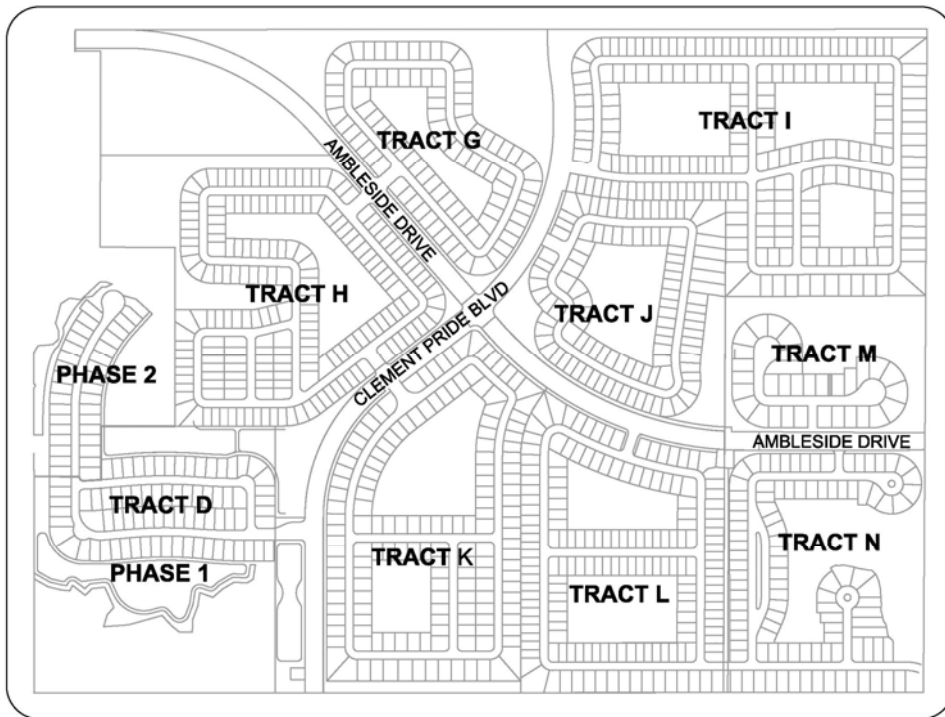 TRACT G
TRACT I
AMBLESIDE DRIVE
TRACT H
CLEMENT PRIDE BLVD
TRACT J
TRACT M
PHASE 2
AMBLESIDE DRIVE
TRACT D
TRACT K
TRACT N
PHASE 1
TRACT L